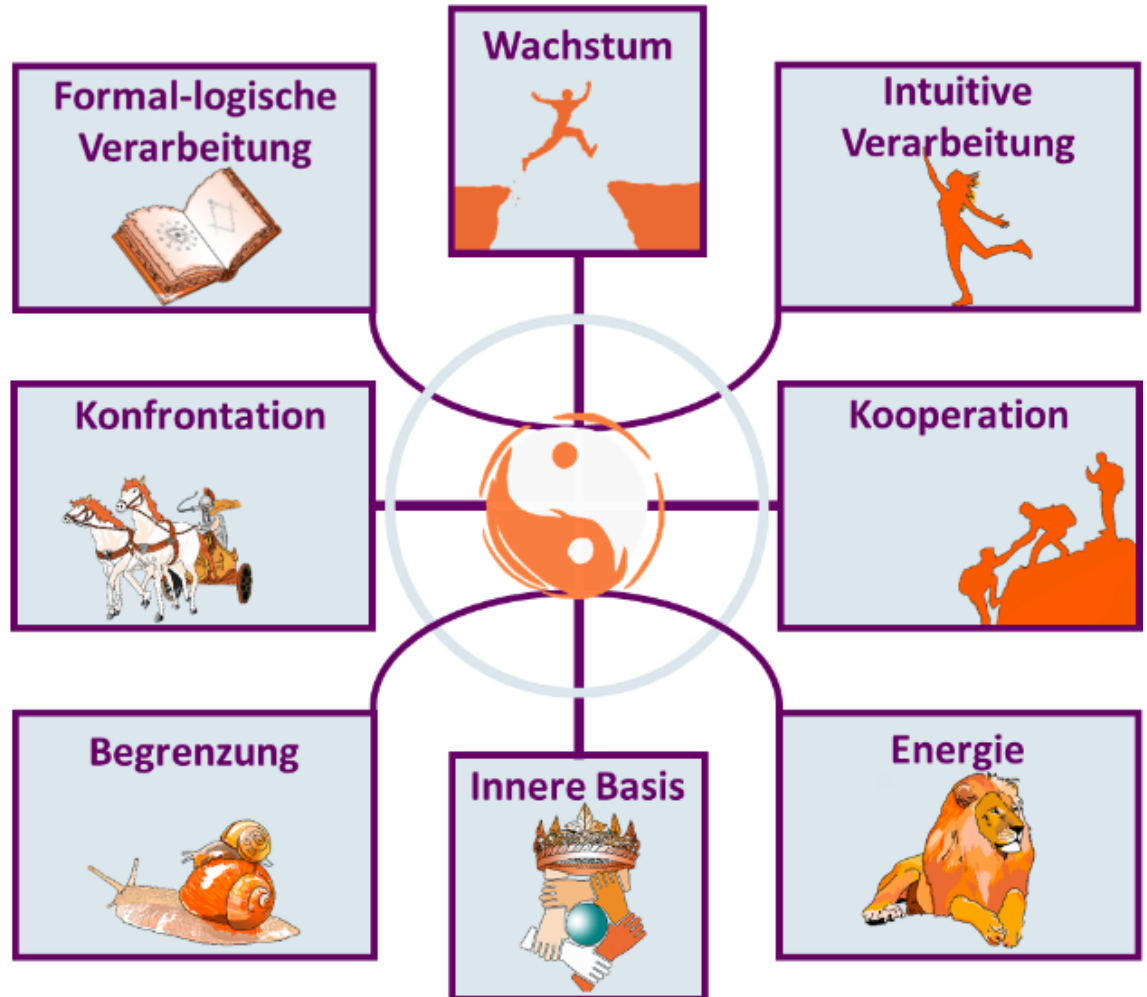 Wachstum
Formal-logische
Verarbeitung
Intuitive
Verarbeitung
Konfrontation
Kooperation
Begrenzung
Innere Basis
Energie